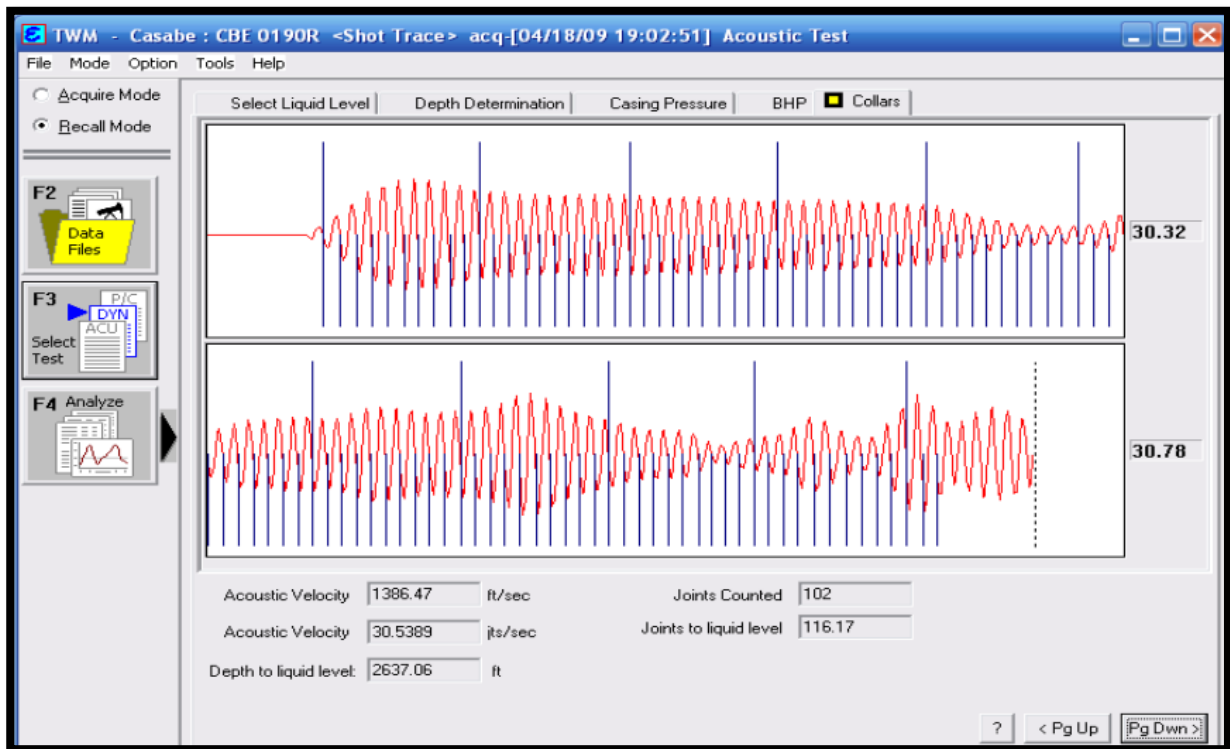 TWM - Casabe : CBE 0190R <Shot Trace> acq-[04/18/09 19:02:51] Acoustic Test
File Mode Option Tools Help
Acquire Mode
Recall Mode
F2
Data
Files
F3
P/C
DYN
ACU
Select
Test
F4 Analyze
Select Liquid Level Depth Determination Casing Pressure BHP Collars
30.32
30.78
Acoustic Velocity 1386.47 ft/sec Joints Counted 102
Acoustic Velocity 30.5389 jts/sec Joints to liquid level 116.17
Depth to liquid level: 2637.06 ft
? < Pg Up Pg Dwn >